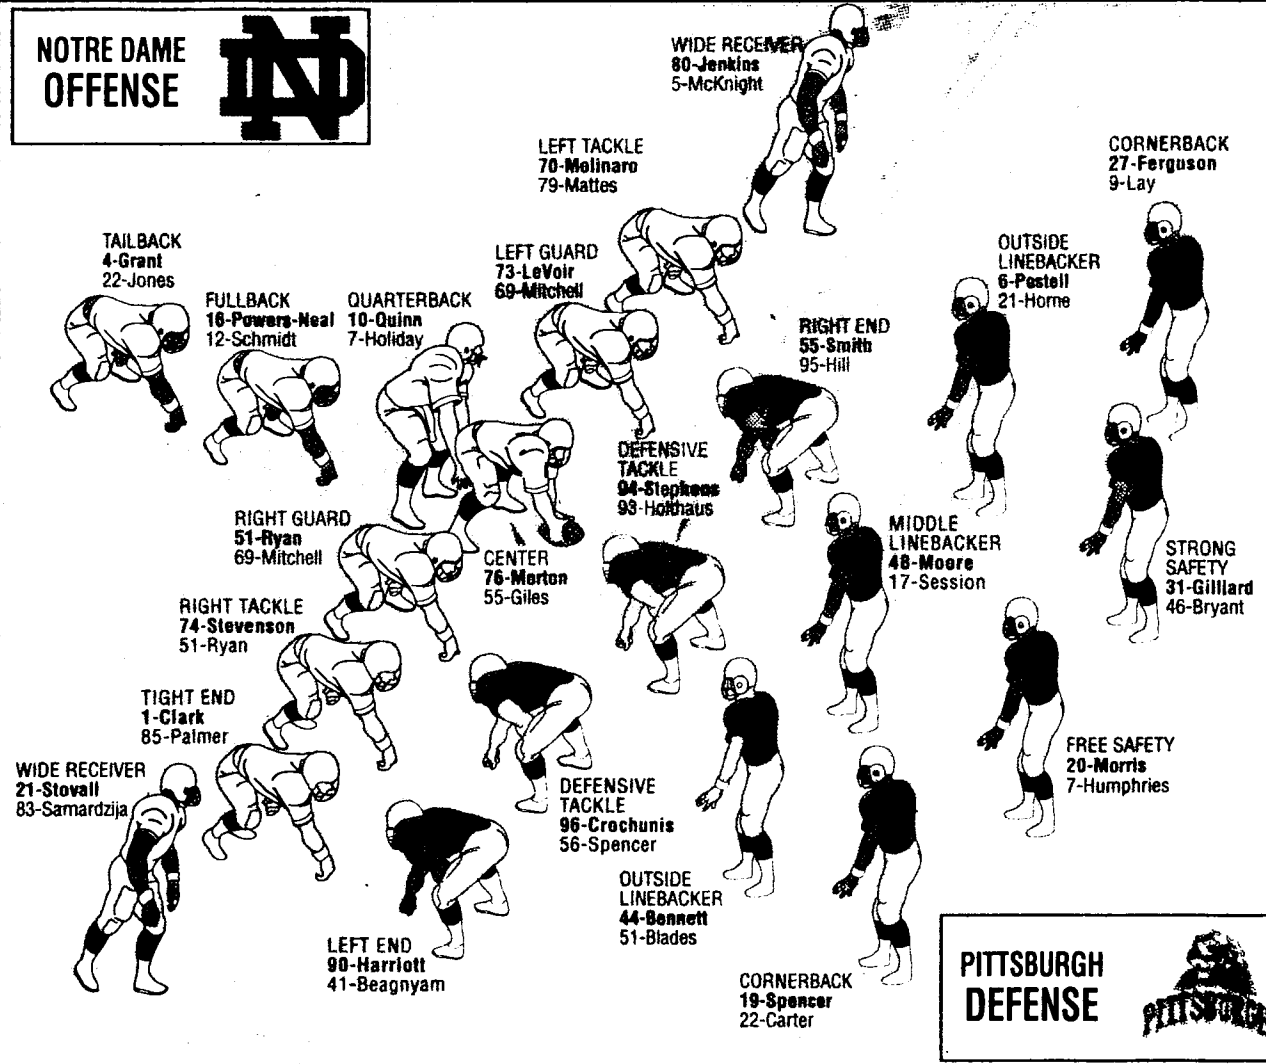 NOTRE DAME
OFFENSE
ND
WIDE RECEIVER
80-Jenkins
5-McKnight
LEFT TACKLE
70-Molinaro
79-Mattes
CORNERBACK
27-Ferguson
9-Lay
TAILBACK
4-Grant
22-Jones
LEFT GUARD
73-LeVoir
69-Mitchell
OUTSIDE
LINEBACKER
6-Postell
21-Horne
FULLBACK
16-Powers-Neal
12-Schmidt
QUARTERBACK
10-Quinn
7-Holiday
RIGHT END
55-Smith
95-Hill
DEFENSIVE
TACKLE
94-Stephens
93-Holthaus
RIGHT GUARD
51-Ryan
69-Mitchell
CENTER
76-Morton
55-Giles
MIDDLE
LINEBACKER
48-Moore
17-Session
STRONG
SAFETY
31-Gilliard
46-Bryant
RIGHT TACKLE
74-Stevenson
51-Ryan
TIGHT END
1-Clark
85-Palmer
WIDE RECEIVER
21-Stovall
83-Samardzija
FREE SAFETY
20-Morris
7-Humphries
DEFENSIVE
TACKLE
96-Crochunis
56-Spencer
OUTSIDE
LINEBACKER
44-Bennett
51-Blades
LEFT END
90-Harriott
41-Beagnyam
CORNERBACK
19-Spencer
22-Carter
PITTSBURGH
DEFENSE
PITTSBURGH